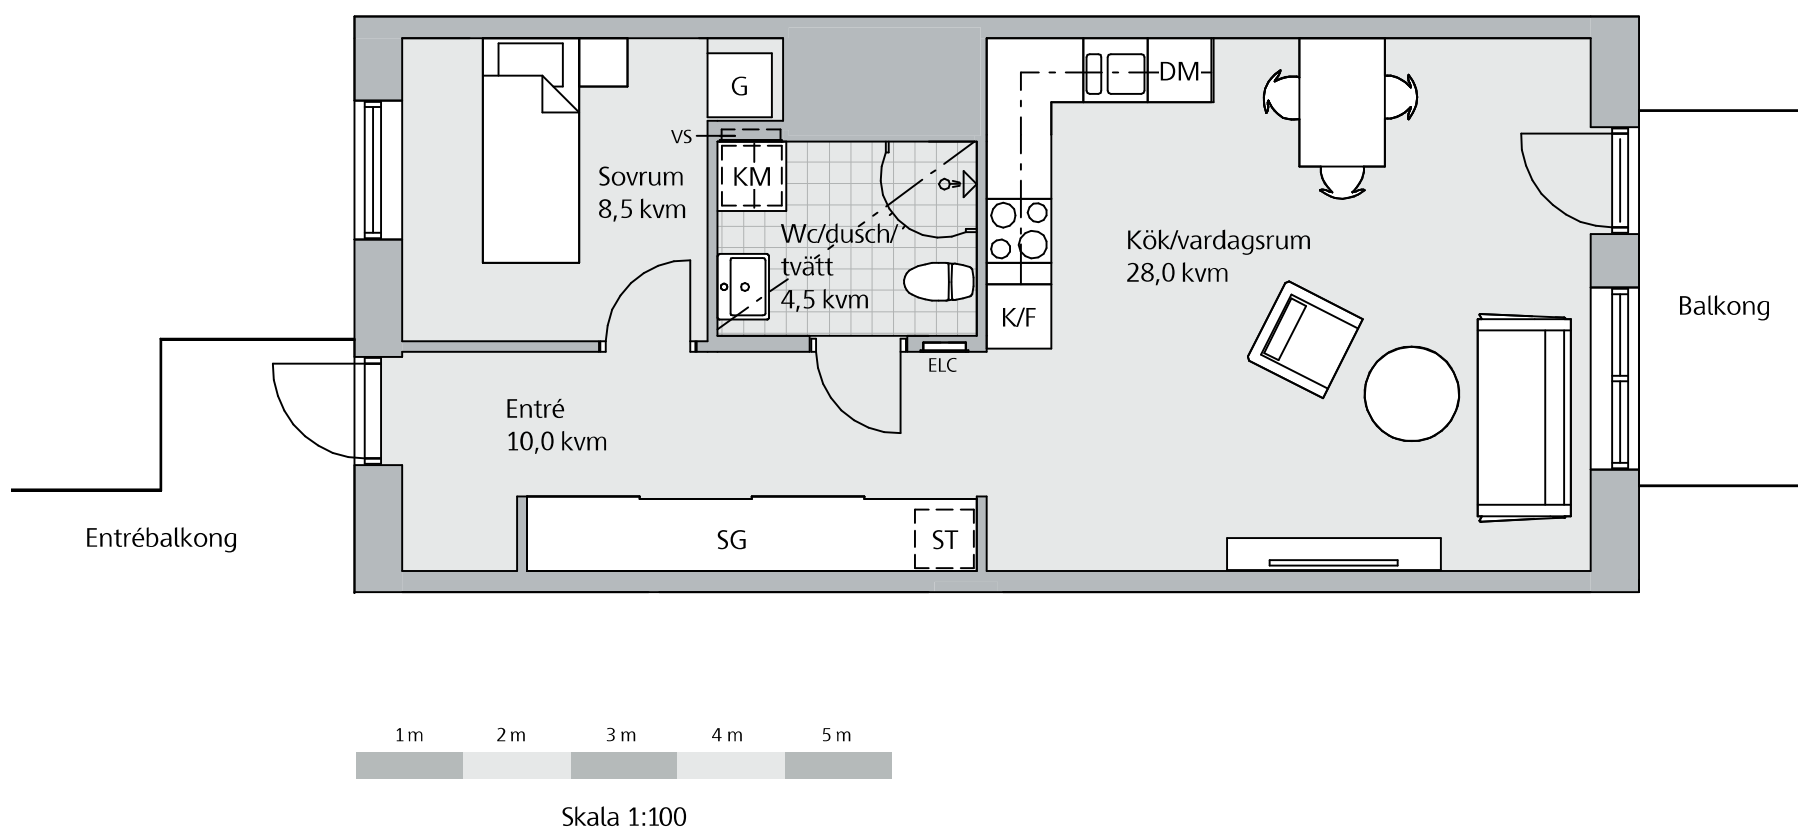 G
DM
VS
KM
Sovrum
8,5 kvm
Wc/dusch/
tvätt
4,5 kvm
Kök/vardagsrum
28,0 kvm
K/F
Balkong
ELC
Entré
10,0 kvm
SG
ST
Entrébalkong
1 m 2 m 3 m 4 m 5 m
Skala 1:100